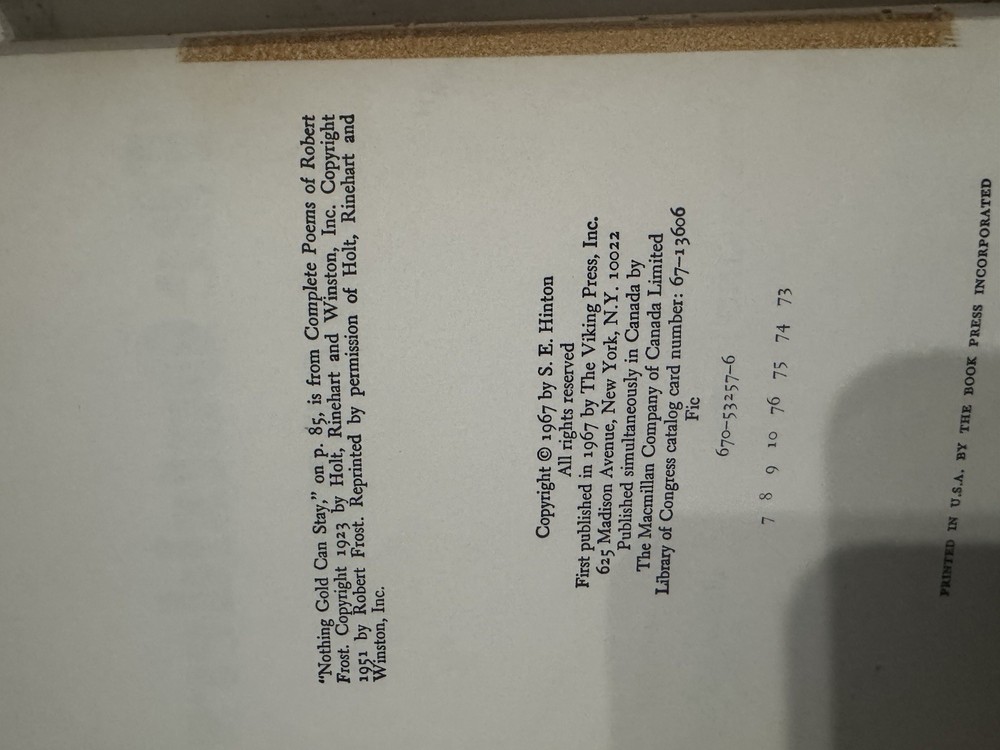 "Nothing Gold Can Stay," on p. 85, is from Complete Poems of Robert
Frost. Copyright 1923 by Holt, Rinehart and Winston, Inc. Copyright
1951 by Robert Frost. Reprinted by permission of Holt, Rinehart and
Winston, Inc.
Copyright © 1967 by S. E. Hinton
All rights reserved
First published in 1967 by The Viking Press, Inc.
625 Madison Avenue, New York, N.Y. 10022
Published simultaneously in Canada by
The Macmillan Company of Canada Limited
Library of Congress catalog card number: 67-13606
Fic
670-53257-6
7 8 9 10 76 75 74 73
PRINTED IN U.S.A. BY THE BOOK PRESS INCORPORATED